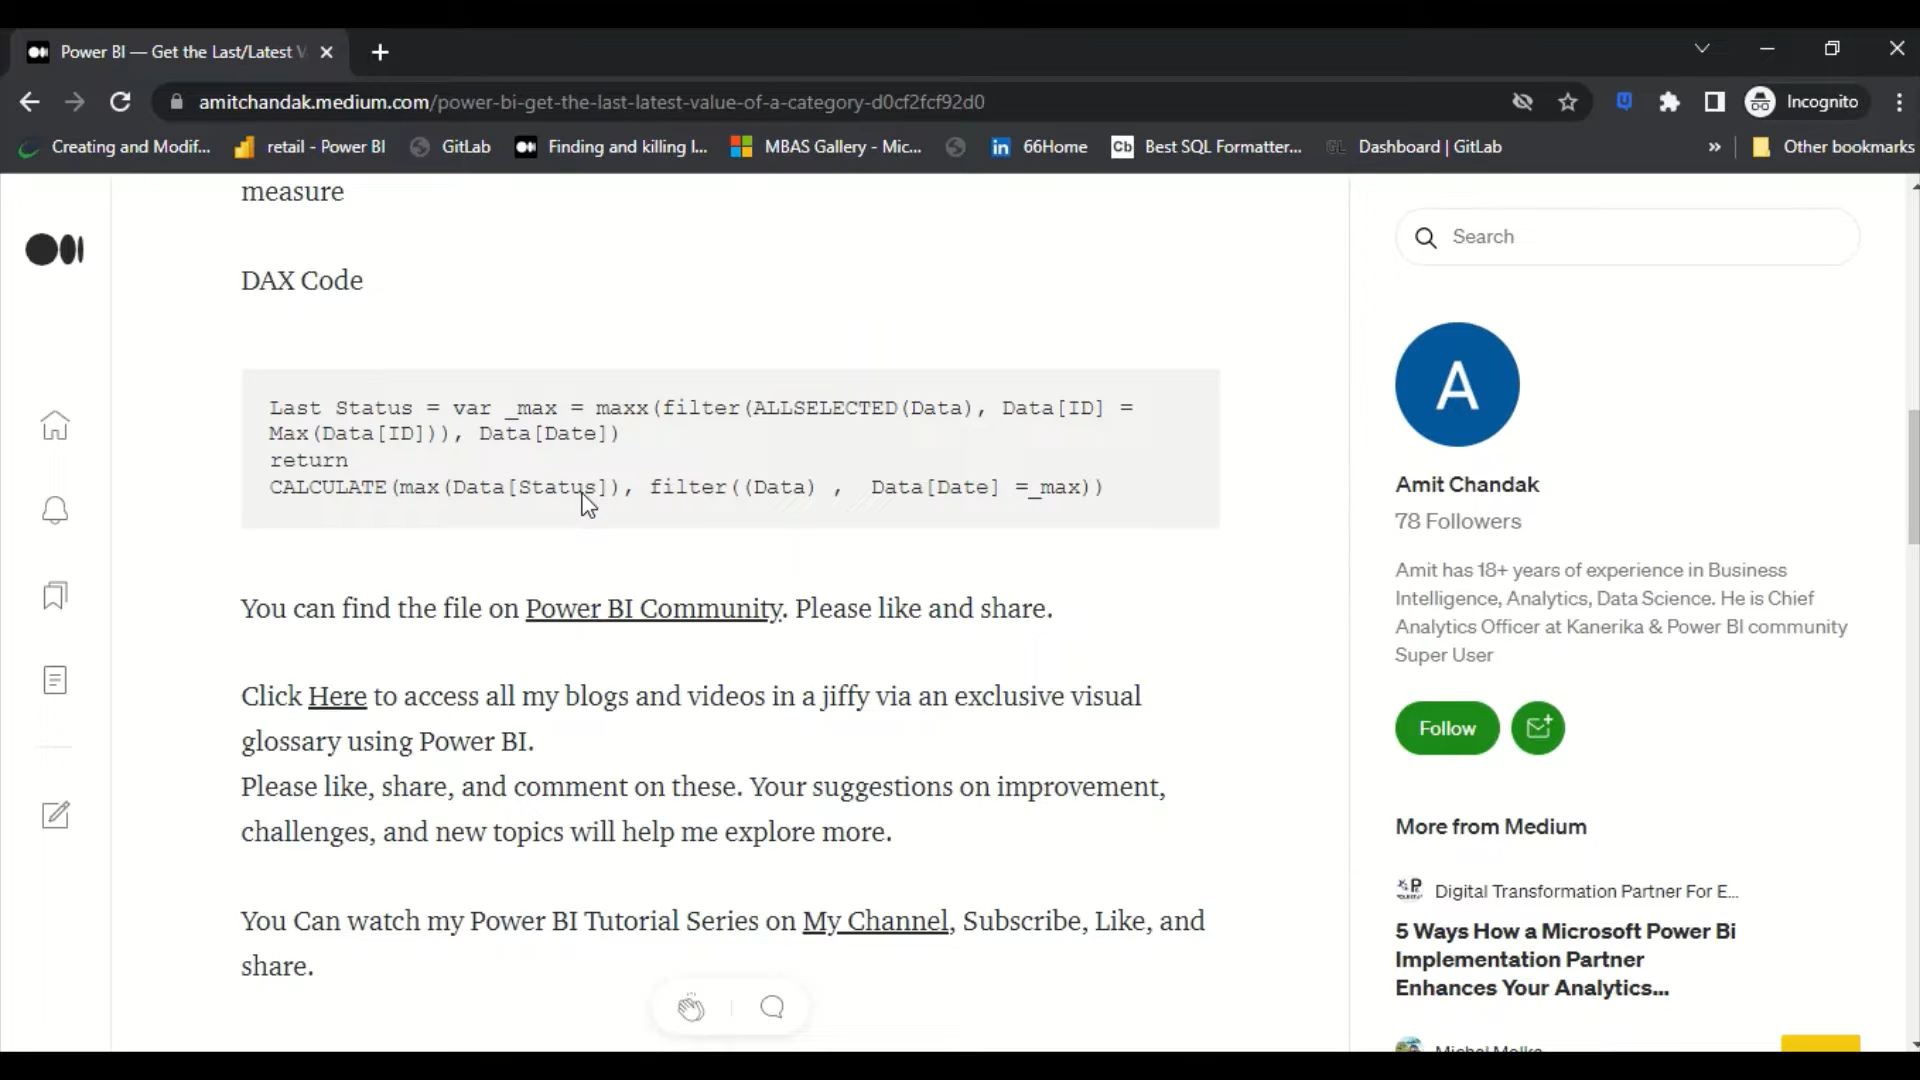 Power BI — Get the Last/Latest V
amitchandak.medium.com/power-bi-get-the-last-latest-value-of-a-category-d0cf2fcf92d0
Incognito
Creating and Modif...
retail - Power BI
GitLab
Finding and killing l...
MBAS Gallery - Mic...
in 66Home
Cb Best SQL Formatter...
GL Dashboard | GitLab
»
Other bookmarks
measure
DAX Code
Last Status = var _max = maxx(filter(ALLSELECTED(Data), Data[ID] =
Max(Data[ID])), Data[Date])
return
CALCULATE(max(Data[Status]), filter((Data) ,  Data[Date] =_max))
You can find the file on Power BI Community. Please like and share.
Click Here to access all my blogs and videos in a jiffy via an exclusive visual
glossary using Power BI.
Please like, share, and comment on these. Your suggestions on improvement,
challenges, and new topics will help me explore more.
You Can watch my Power BI Tutorial Series on My Channel, Subscribe, Like, and
share.
Search
A
Amit Chandak
78 Followers
Amit has 18+ years of experience in Business
Intelligence, Analytics, Data Science. He is Chief
Analytics Officer at Kanerika & Power BI community
Super User
Follow
More from Medium
Digital Transformation Partner For E...
5 Ways How a Microsoft Power Bi
Implementation Partner
Enhances Your Analytics...